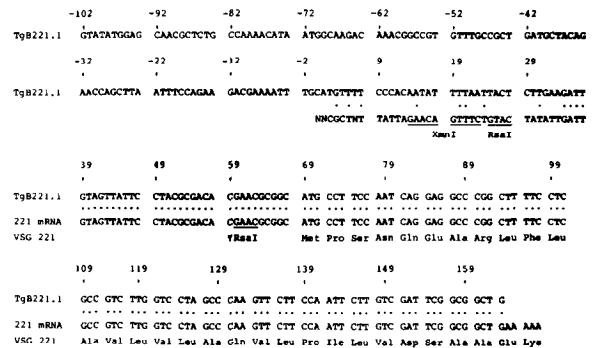 -102 -92 -82 -72 -62 -52 -42
TgB221.1 GTATATGGAG CAACGCTCTG CCAAAACATA ATGGCAAGAC AAACGGCCGT GTTTGCCGCT GATGCTACAG
-32 -22 -12 -2 9 19 29
TgB221.1 AACCAGCTTA ATTTCCAGAA GACGAAAATT TGCATGTTTT CCCACAATAT TTTAATTACT CTTGAAGATT
NNCGCTNT TATTAGAACA GTTTCTGTAC TATATTGATT
XmnI RsaI
39 49 59 69 79 89 99
TgB221.1 GTAGTTATTC CTACGCGACA CGAACGCGGC ATG CCT TCC AAT CAG GAG GCC CGG CTT TTC CTC
221 mRNA GTAGTTATTC CTACGCGACA CGAACGCGGC ATG CCT TCC AAT CAG GAG GCC CGG CTT TTC CTC
VSG 221 RsaI Met Pro Ser Asn Gln Glu Ala Arg Leu Phe Leu
109 119 129 139 149 159
TgB221.1 GCC GTC TTG GTC CTA GCC CAA GTT CTT CCA ATT CTT GTC GAT TCG GCG GCT G
221 mRNA GCC GTC TTG GTC CTA GCC CAA GTT CTT CCA ATT CTT GTC GAT TCG GCG GCT GAA AAA
VSG 221 Ala Val Leu Val Leu Ala Gln Val Leu Pro Ile Leu Val Asp Ser Ala Ala Glu Lys